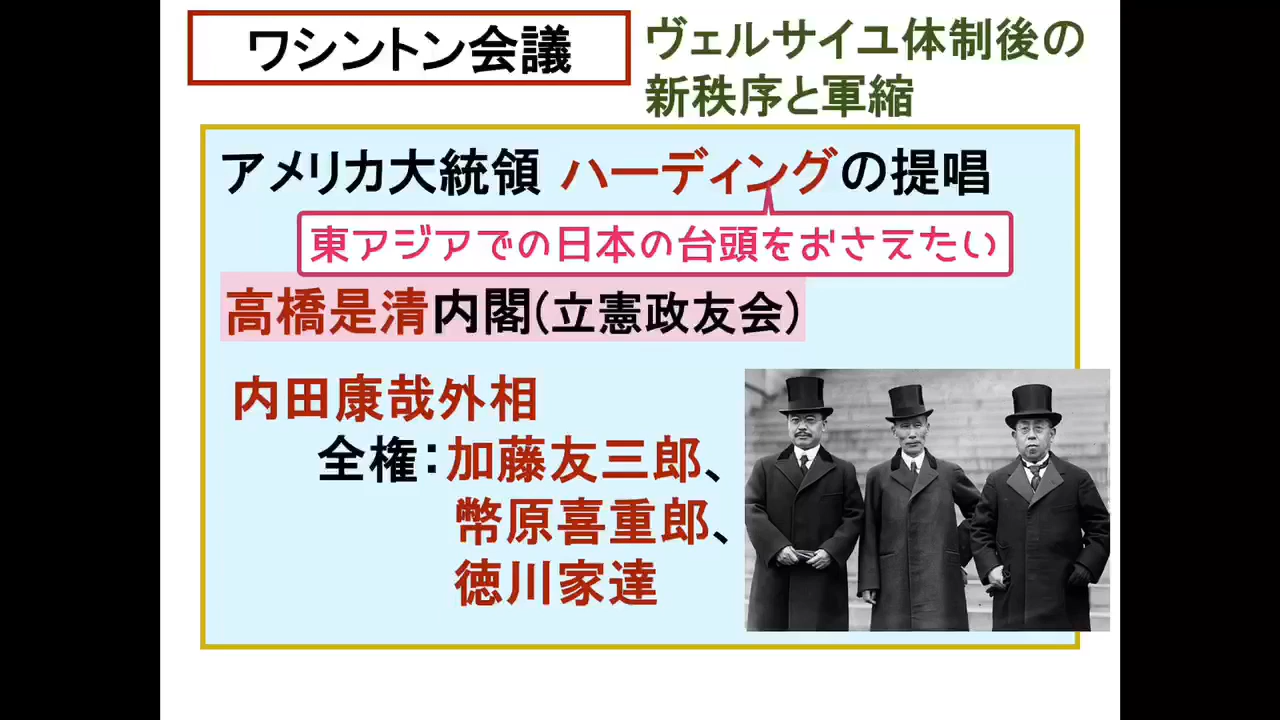 ワシントン会議
ヴェルサイユ体制後の
新秩序と軍縮
アメリカ大統領 ハーディングの提唱
東アジアでの日本の台頭をおさえたい
高橋是清内閣(立憲政友会)
内田康哉外相
全権：加藤友三郎、
幣原喜重郎、
徳川家達